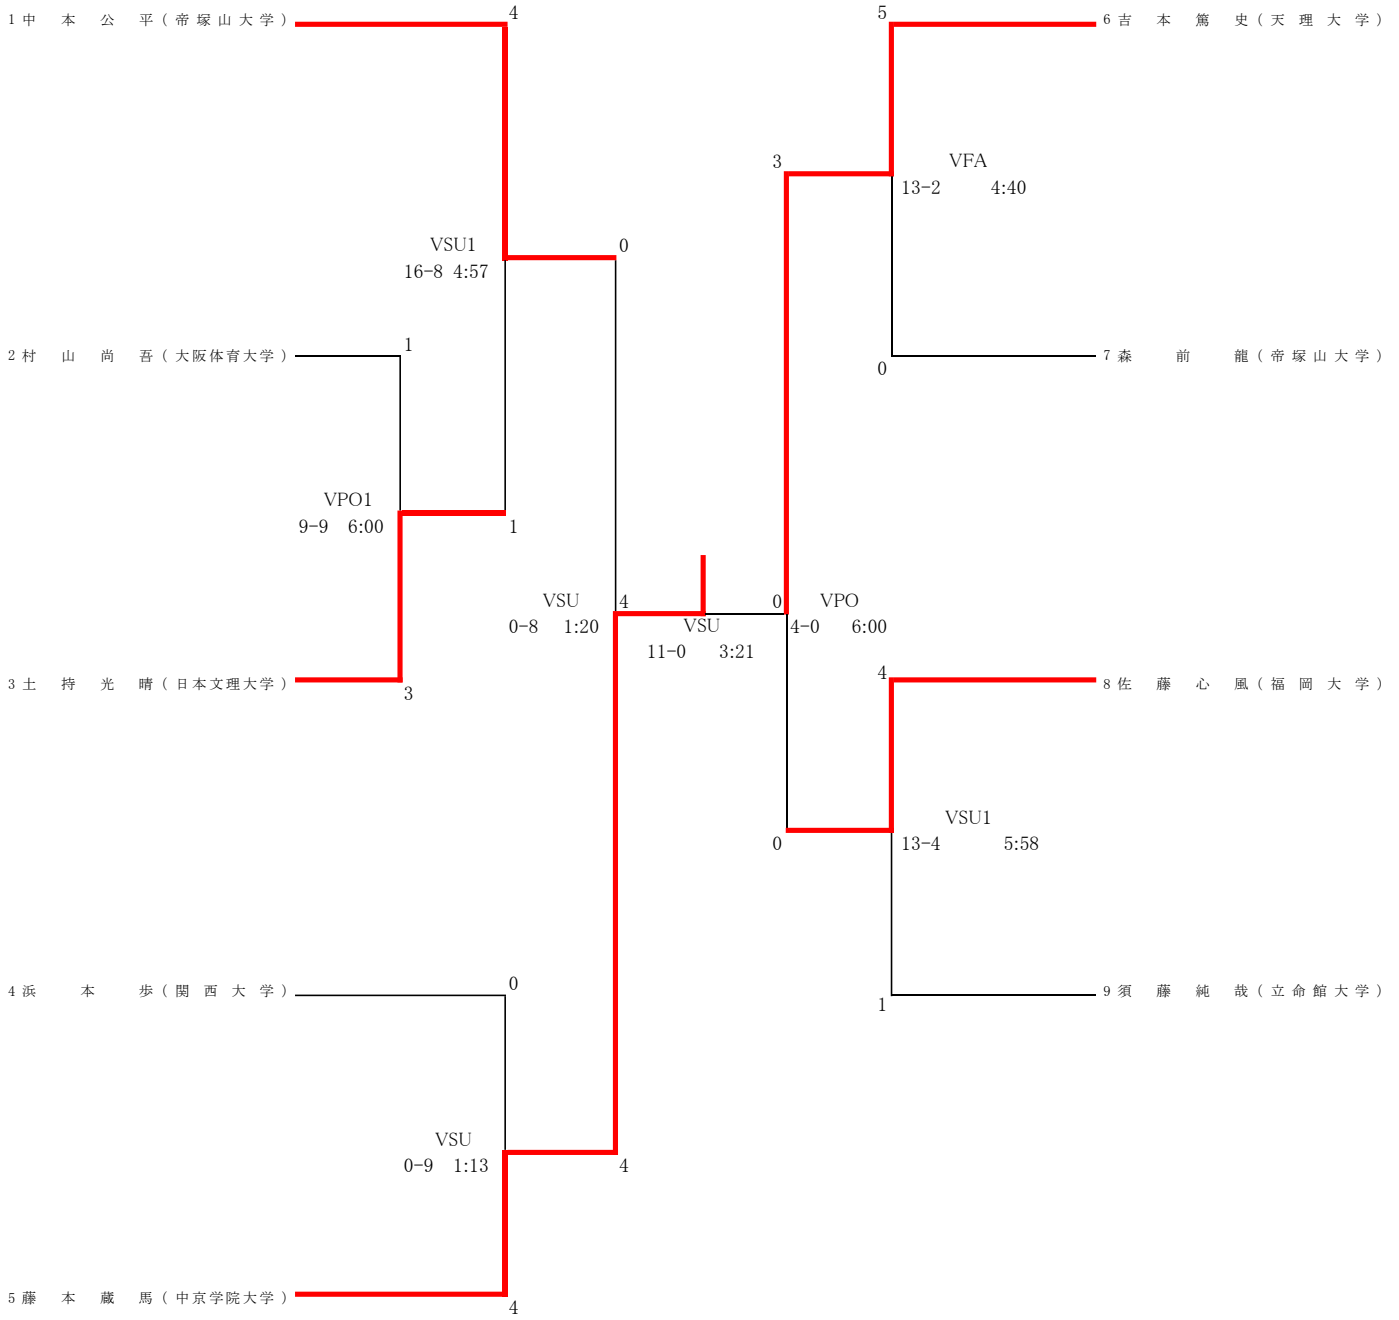 1 中本公平(帝塚山大学)
4
5
6 吉本篤史(天理大学)
3
VFA
13-2 4:40
VSU1
16-8 4:57
0
2 村山尚吾(大阪体育大学)
1
0
7 森前龍(帝塚山大学)
VPO1
9-9 6:00
1
VSU
0-8 1:20
4
VSU
11-0 3:21
0
VPO
4-0 6:00
3 土持光晴(日本文理大学)
3
4
8 佐藤心風(福岡大学)
0
VSU1
13-4 5:58
4 浜本歩(関西大学)
0
1
9 須藤純哉(立命館大学)
VSU
0-9 1:13
4
5 藤本蔵馬(中京学院大学)
4